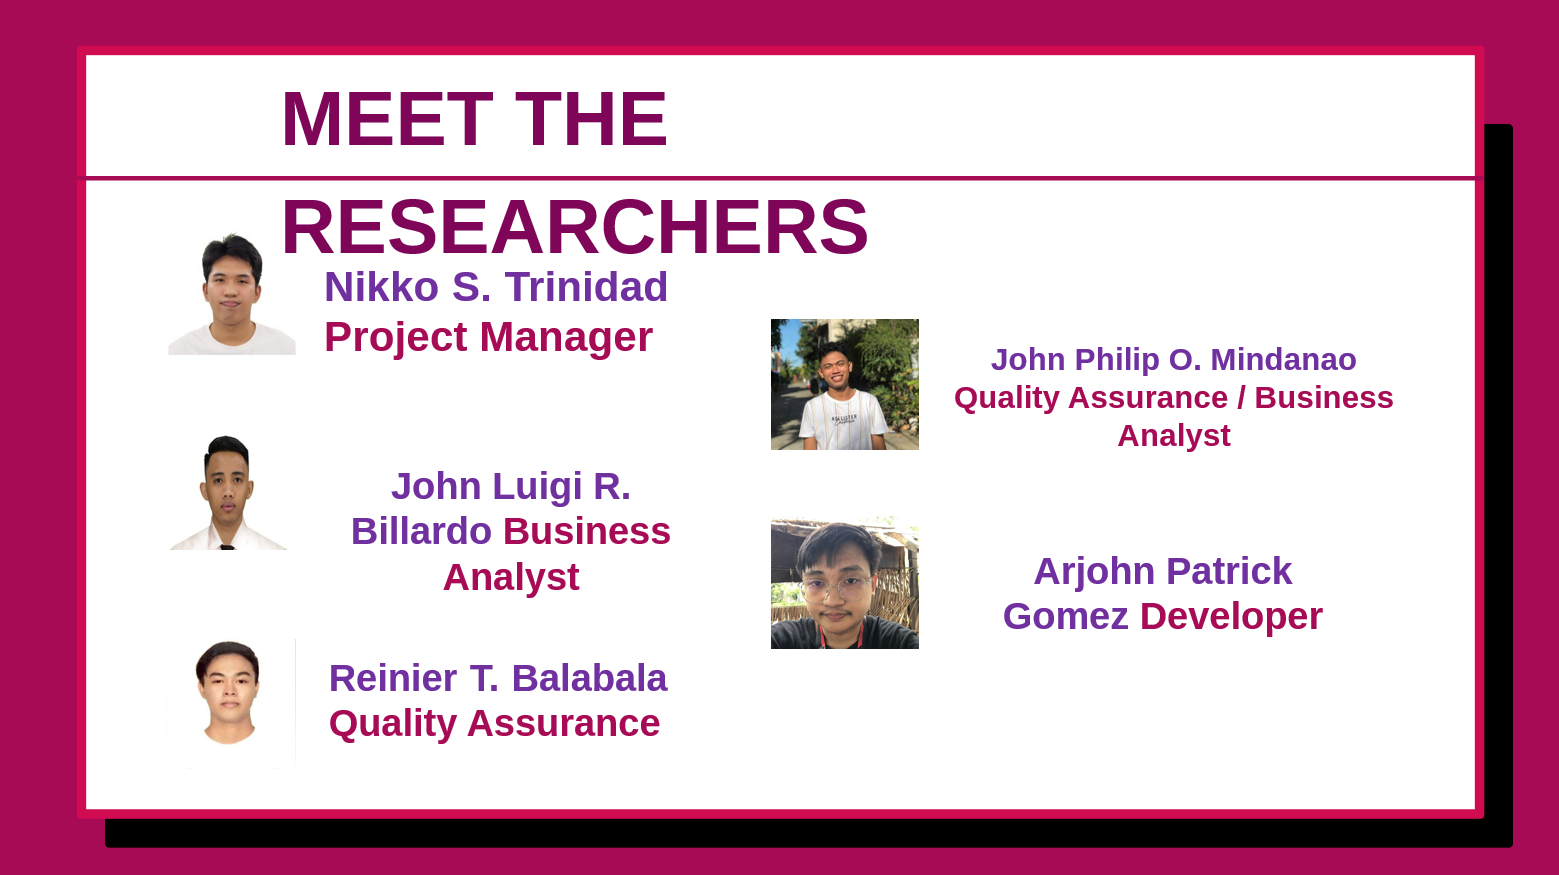 MEET THE
RESEARCHERS
Nikko S. Trinidad
Project Manager
John Luigi R.
Billardo Business
Analyst
Reinier T. Balabala
Quality Assurance
John Philip O. Mindanao
Quality Assurance / Business
Analyst
Arjohn Patrick
Gomez Developer